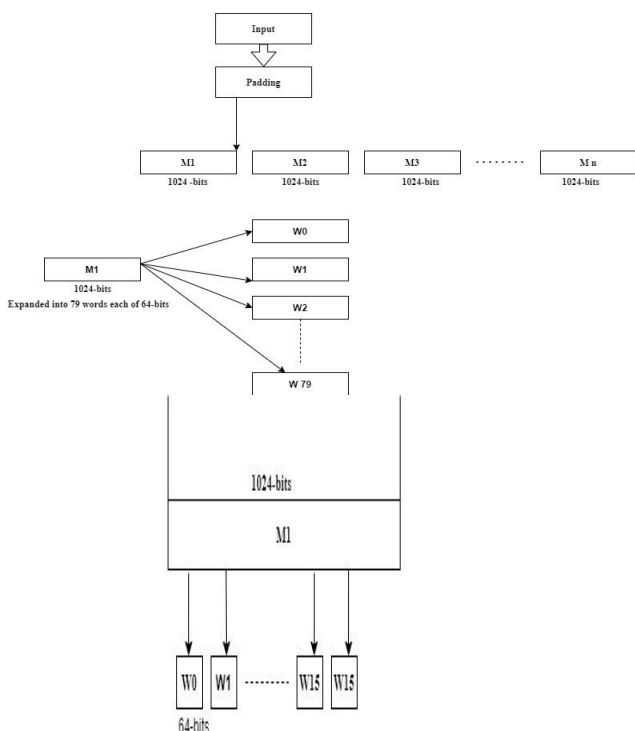 Input
Padding
M1 M2 M3 ........ M n
1024 -bits 1024-bits 1024-bits 1024-bits
W0
M1 W1
1024-bits
Expanded into 79 words each of 64-bits
W2
W 79
1024-bits
M1
W0 W1 --------- W15 W15
64-bits